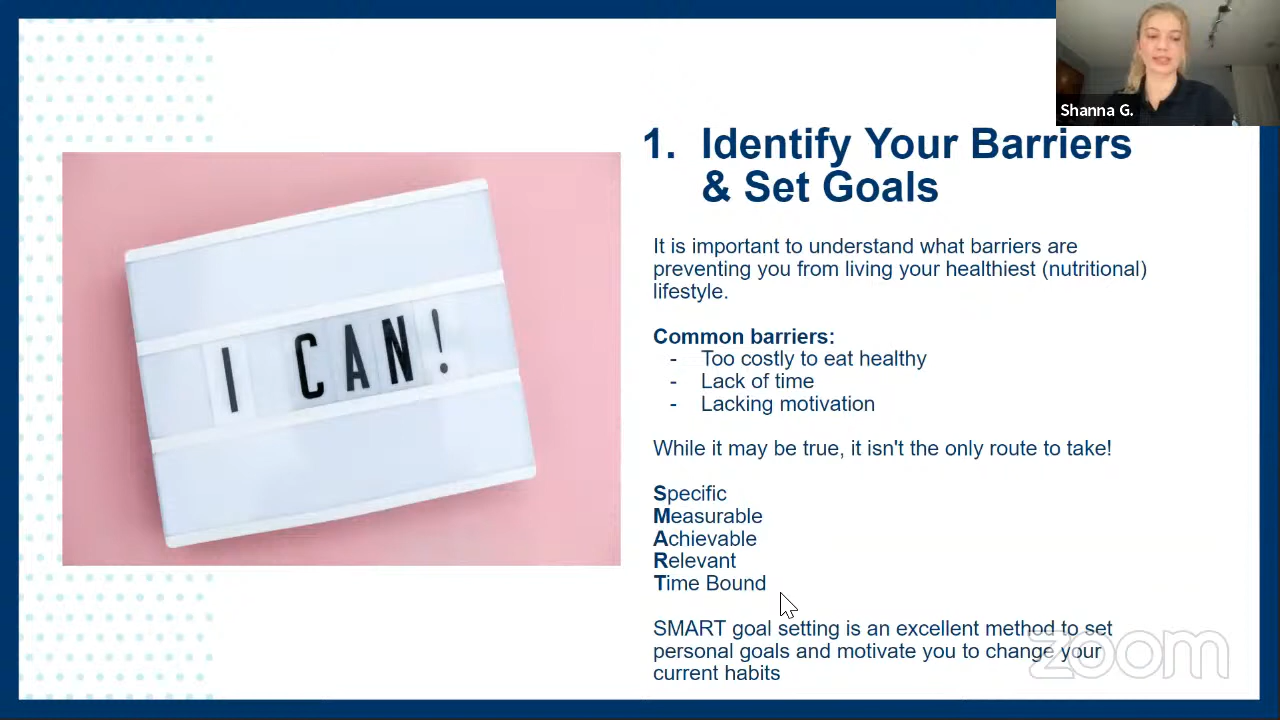 Shanna G.
1. Identify Your Barriers
& Set Goals
I CAN!
It is important to understand what barriers are
preventing you from living your healthiest (nutritional)
lifestyle.
Common barriers:
- Too costly to eat healthy
- Lack of time
- Lacking motivation
While it may be true, it isn't the only route to take!
Specific
Measurable
Achievable
Relevant
Time Bound
SMART goal setting is an excellent method to set
personal goals and motivate you to change your
current habits
zoom